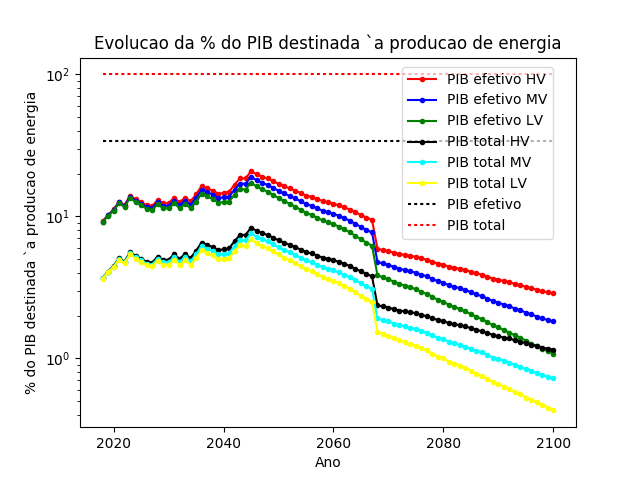 Evolucao da % do PIB destinada `a producao de energia
% do PIB destinada `a producao de energia
10²
10¹
10⁰
PIB efetivo HV
PIB efetivo MV
PIB efetivo LV
PIB total HV
PIB total MV
PIB total LV
PIB efetivo
PIB total
2020 2040 2060 2080 2100
Ano